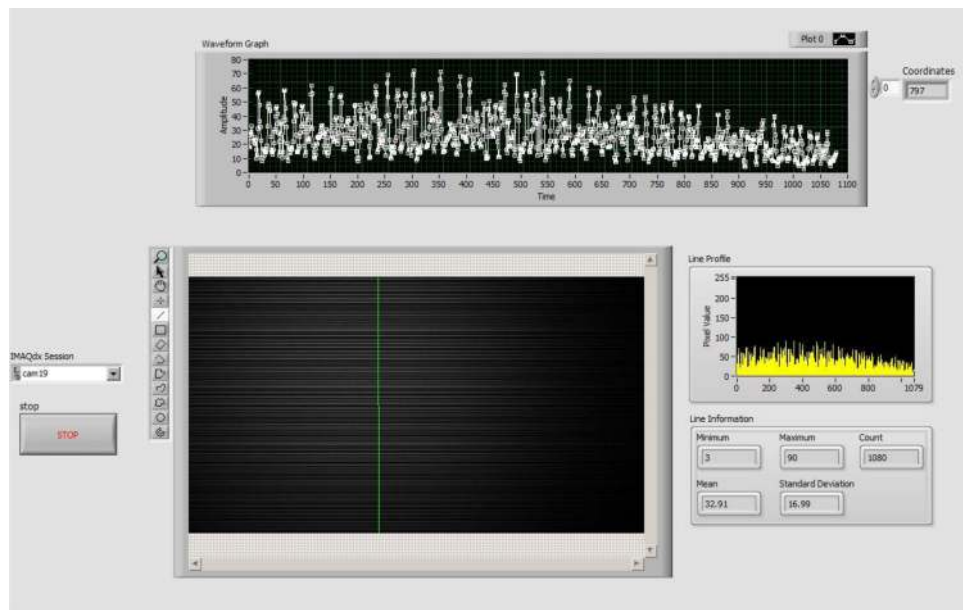 Waveform Graph
Plot 0
Amplitude
80
70
60
50
40
30
20
10
0
0 50 100 150 200 250 300 350 400 450 500 550 600 650 700 750 800 850 900 950 1000 1050 1100
Time
Coordinates
0
797
IMAQdx Session
cam19
stop
STOP
Line Profile
Pixel Value
255
200
150
100
50
0
0 200 400 600 800 1079
Line Information
Minimum Maximum Count
3 90 1080
Mean Standard Deviation
32.91 16.99